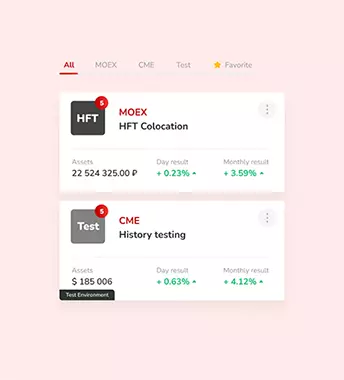 All MOEX CME Test Favorite
5
HFT
MOEX
HFT Colocation
Assets Day result Monthly result
22 524 325.00 ₽ + 0.23% + 3.59%
5
Test
CME
History testing
Assets Day result Monthly result
$ 185 006 + 0.63% + 4.12%
Test Environment